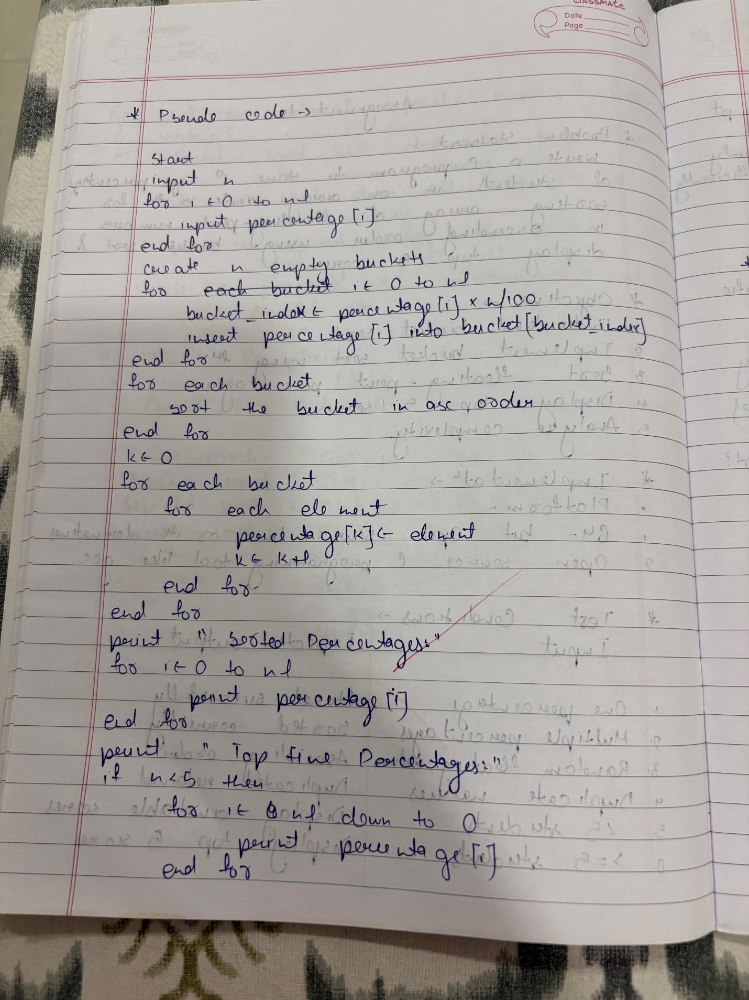 classmate
Date
Page
* Pseudo code →
Start
input n
for i ← 0 to n-1
input percentage [i]
end for
create n empty buckets
for each bucket i ← 0 to n-1
bucket_index ← percentage [i] × n/100
insert percentage [i] into bucket [bucket_index]
end for
for each bucket
sort the bucket in asc order
end for
k ← 0
for each bucket
for each element
percentage [k] ← element
k ← k+1
end for
end for
print " Sorted Percentages:"
for i ← 0 to n-1
print percentage [i]
end for
print " Top five Percentages:"
if n < 5 then
for i ← n-1 down to 0
print percentage [i]
end for